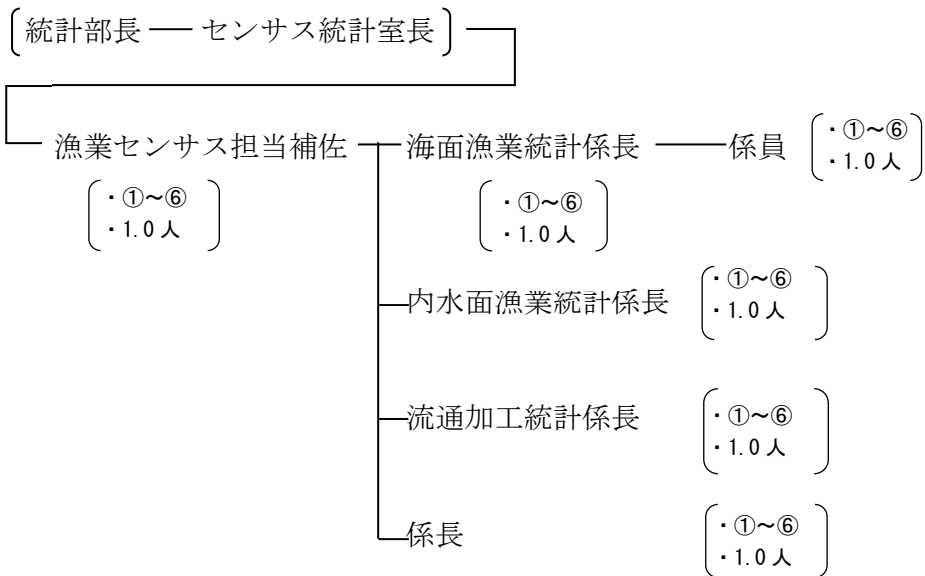 統計部長 ― センサス統計室長
漁業センサス担当補佐
海面漁業統計係長
係員
・①~⑥
・1.0人
・①~⑥
・1.0人
・①~⑥
・1.0人
内水面漁業統計係長
・①~⑥
・1.0人
流通加工統計係長
・①~⑥
・1.0人
係長
・①~⑥
・1.0人